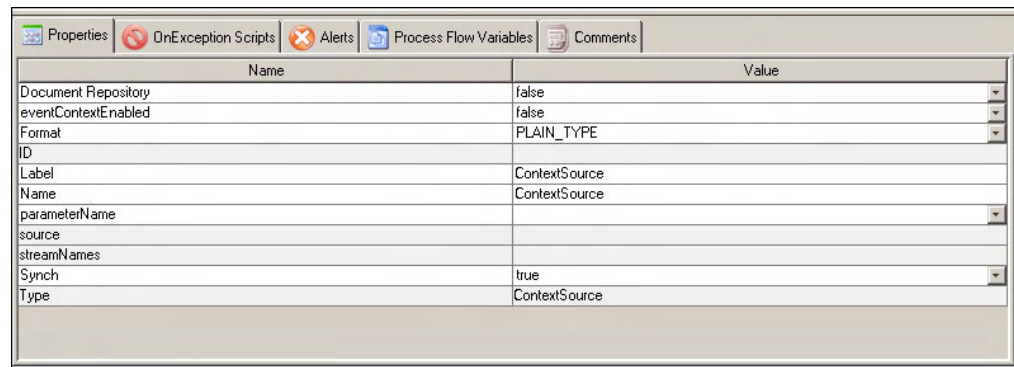 Properties OnException Scripts Alerts Process Flow Variables Comments
Name Value
Document Repository false
eventContextEnabled false
Format PLAIN_TYPE
ID
Label ContextSource
Name ContextSource
parameterName
source
streamNames
Synch true
Type ContextSource